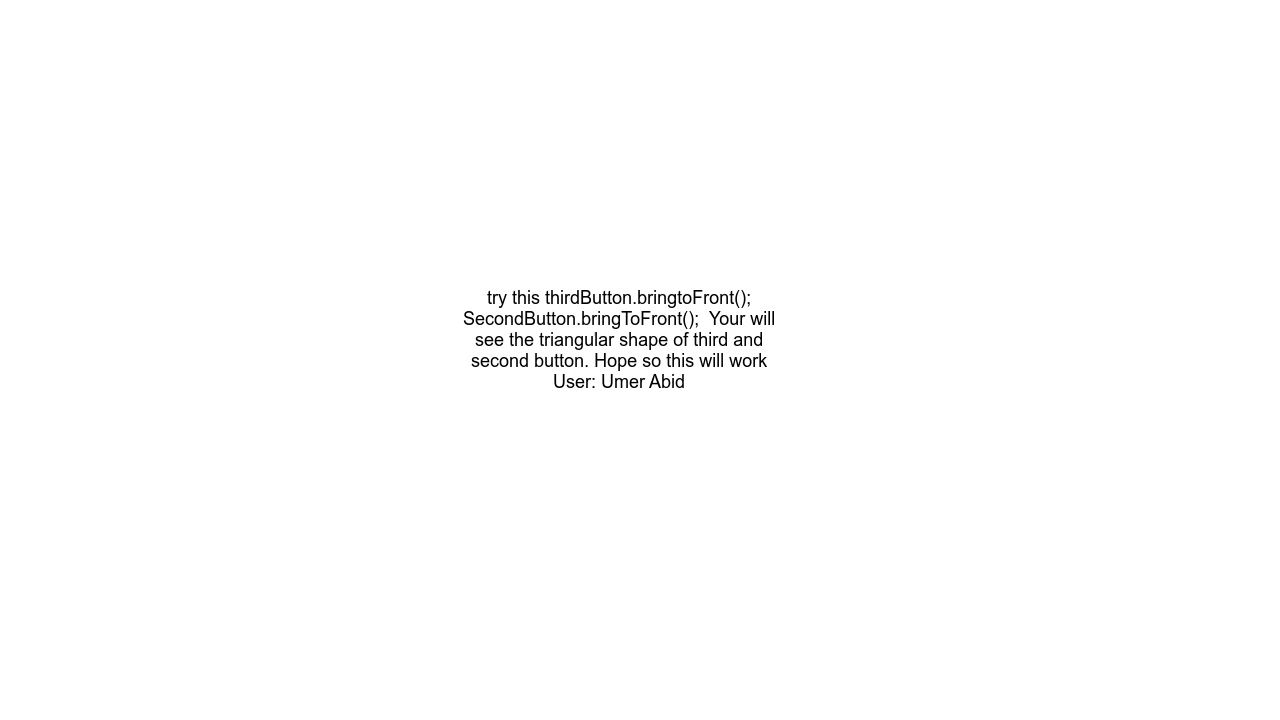 try this thirdButton.bringtoFront();
SecondButton.bringToFront();  Your will
see the triangular shape of third and
second button. Hope so this will work
User: Umer Abid